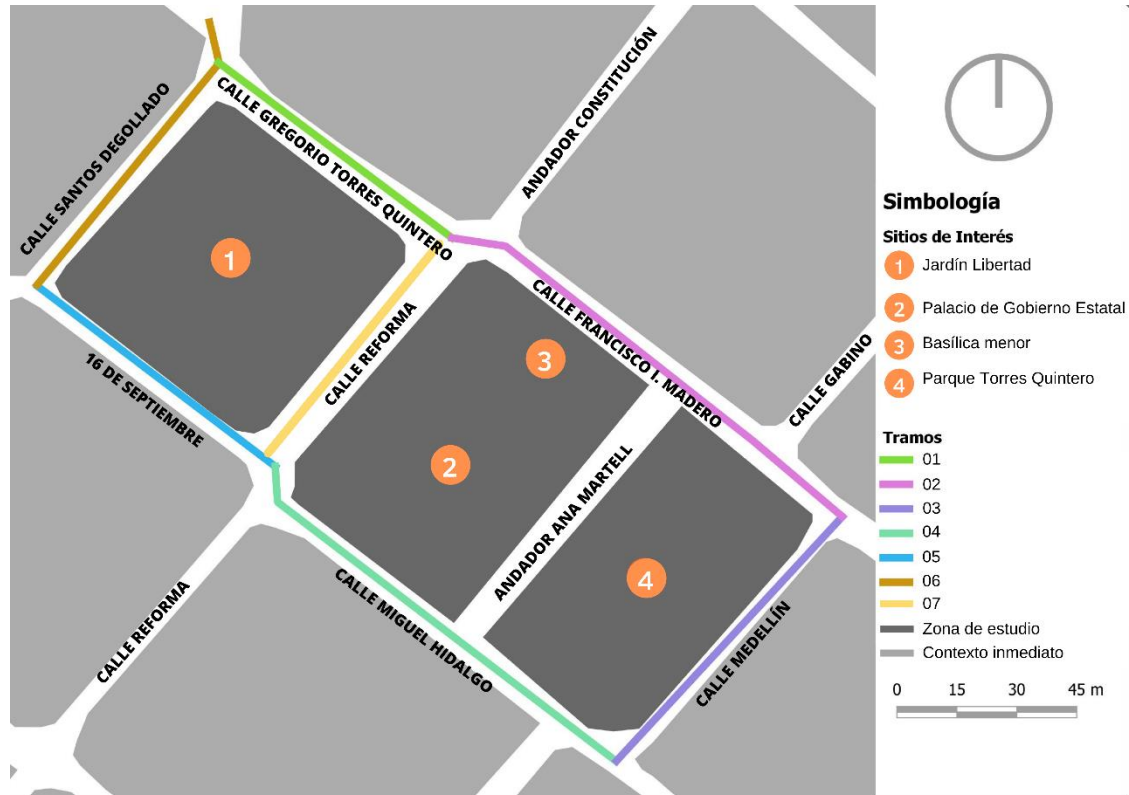 CALLE SANTOS DEGOLLADO
CALLE GREGORIO TORRES QUINTERO
ANDADOR CONSTITUCIÓN
1
16 DE SEPTIEMBRE
CALLE REFORMA
CALLE FRANCISCO I. MADERO
3
2
CALLE GABINO
ANDADOR ANA MARTELL
4
CALLE REFORMA
CALLE MIGUEL HIDALGO
CALLE MEDELLÍN
Simbología
Sitios de Interés
1 Jardín Libertad
2 Palacio de Gobierno Estatal
3 Basílica menor
4 Parque Torres Quintero
Tramos
01
02
03
04
05
06
07
Zona de estudio
Contexto inmediato
0 15 30 45 m